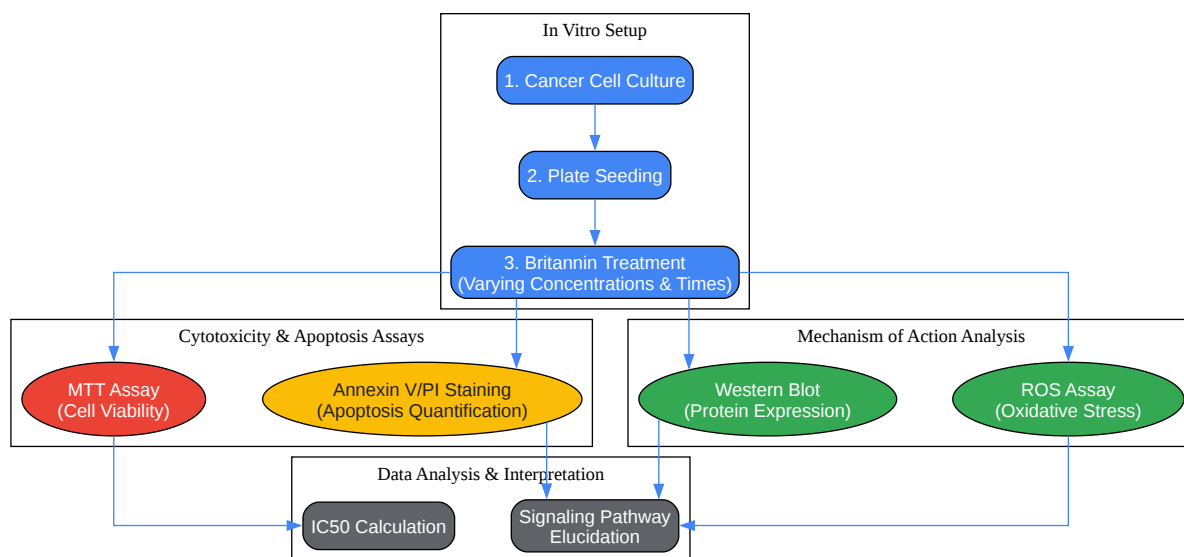 In Vitro Setup
1. Cancer Cell Culture
2. Plate Seeding
3. Britannin Treatment
(Varying Concentrations & Times)
Cytotoxicity & Apoptosis Assays
MTT Assay
(Cell Viability)
Annexin V/PI Staining
(Apoptosis Quantification)
Mechanism of Action Analysis
Western Blot
(Protein Expression)
ROS Assay
(Oxidative Stress)
Data Analysis & Interpretation
IC50 Calculation
Signaling Pathway
Elucidation